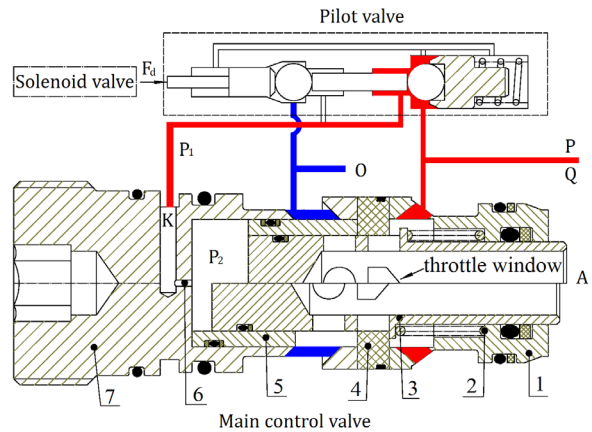 Pilot valve
Solenoid valve
Fd
P1
O
P
Q
K
P2
throttle window
A
7
6
5
4
3
2
1
Main control valve